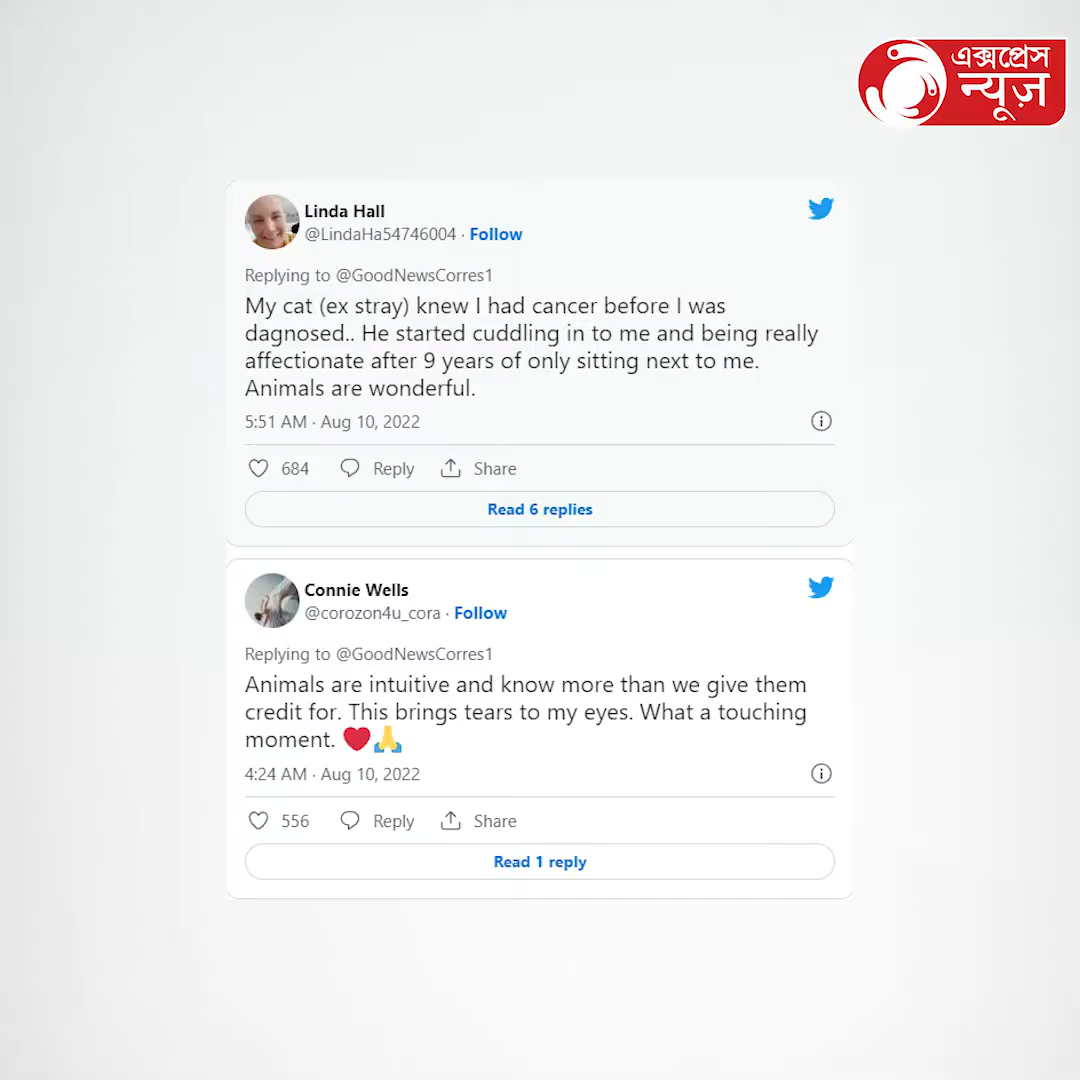 एक्सप्रेस
न्यूज़
Linda Hall
@LindaHa54746004 · Follow
Replying to @GoodNewsCorres1
My cat (ex stray) knew I had cancer before I was
dagnosed.. He started cuddling in to me and being really
affectionate after 9 years of only sitting next to me.
Animals are wonderful.
5:51 AM · Aug 10, 2022
684 Reply Share
Read 6 replies
Connie Wells
@corozon4u_cora · Follow
Replying to @GoodNewsCorres1
Animals are intuitive and know more than we give them
credit for. This brings tears to my eyes. What a touching
moment. ❤️🙏
4:24 AM · Aug 10, 2022
556 Reply Share
Read 1 reply